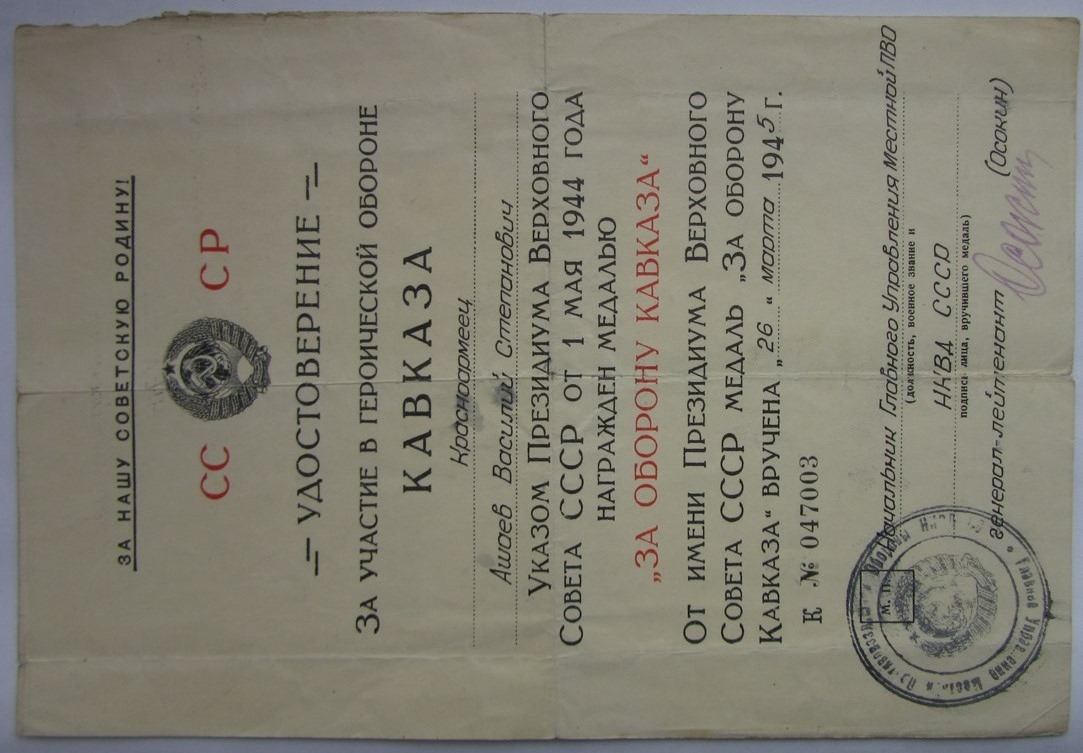 ЗА НАШУ СОВЕТСКУЮ РОДИНУ!
СС СР
УДОСТОВЕРЕНИЕ
ЗА УЧАСТИЕ В ГЕРОИЧЕСКОЙ ОБОРОНЕ
КАВКАЗА
Красноармеец
Ашаев Василий Степанович
УКАЗОМ ПРЕЗИДИУМА ВЕРХОВНОГО
СОВЕТА СССР ОТ 1 МАЯ 1944 ГОДА
НАГРАЖДЕН МЕДАЛЬЮ
„ЗА ОБОРОНУ КАВКАЗА“
ОТ ИМЕНИ ПРЕЗИДИУМА ВЕРХОВНОГО
СОВЕТА СССР МЕДАЛЬ „ЗА ОБОРОНУ
КАВКАЗА“ ВРУЧЕНА „26“ марта 1945 г.
К № 047003
Начальник Главного Управления Местной ПВО
(должность, военное звание и
НКВД СССР
подпись лица, вручившего медаль)
генерал-лейтенант (Осокин)
М. П.